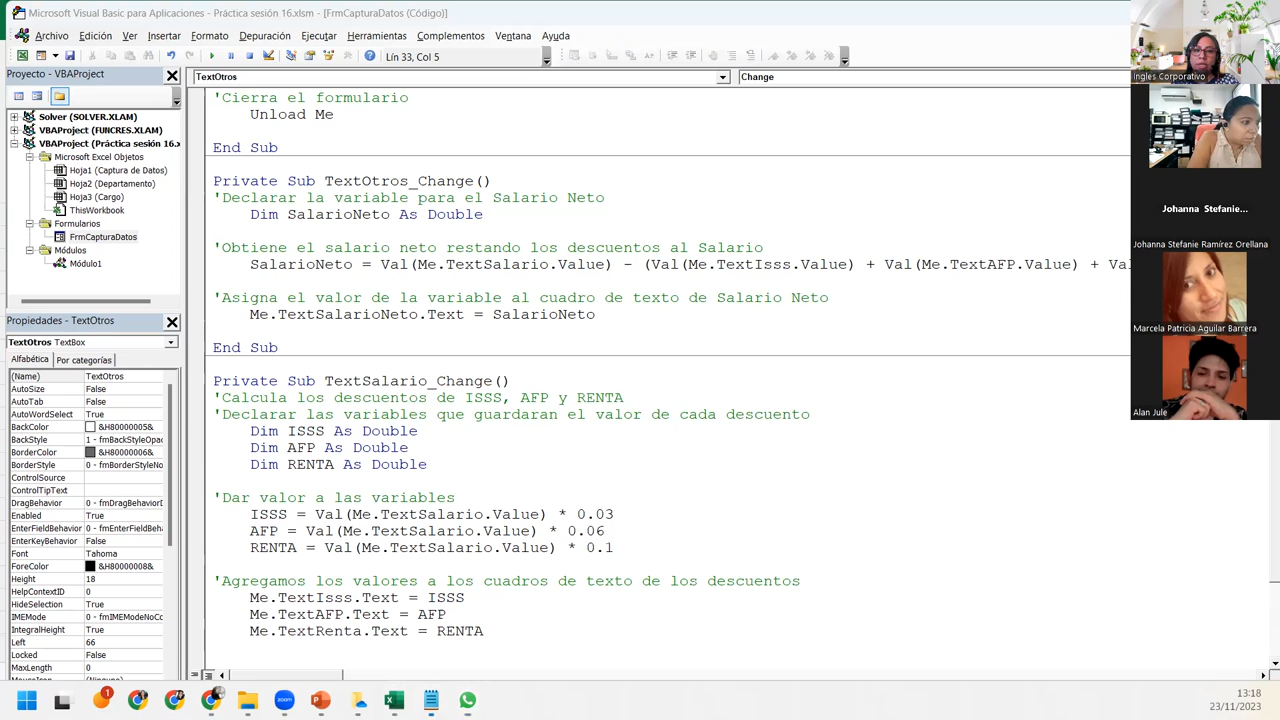 Microsoft Visual Basic para Aplicaciones - Práctica sesión 16.xlsm - [FrmCapturaDatos (Código)]
Archivo Edición Ver Insertar Formato Depuración Ejecutar Herramientas Complementos Ventana Ayuda
Lín 33, Col 5
Proyecto - VBAProject
Solver (SOLVER.XLAM)
VBAProject (FUNCRES.XLAM)
VBAProject (Práctica sesión 16.x
Microsoft Excel Objetos
Hoja1 (Captura de Datos)
Hoja2 (Departamento)
Hoja3 (Cargo)
ThisWorkbook
Formularios
FrmCapturaDatos
Módulos
Módulo1
Propiedades - TextOtros
TextOtros TextBox
Alfabética Por categorías
(Name) TextOtros
AutoSize False
AutoTab False
AutoWordSelect True
BackColor &H80000005&
BackStyle 1 - fmBackStyleOpac
BorderColor &H80000006&
BorderStyle 0 - fmBorderStyleNo
ControlSource
ControlTipText
DragBehavior 0 - fmDragBehaviorD
Enabled True
EnterFieldBehavior 0 - fmEnterFieldBeha
EnterKeyBehavior False
Font Tahoma
ForeColor &H80000008&
Height 18
HelpContextID 0
HideSelection True
IMEMode 0 - fmIMEModeNoCo
IntegralHeight True
Left 66
Locked False
MaxLength 0
TextOtros Change
'Cierra el formulario
Unload Me
End Sub
Private Sub TextOtros_Change()
'Declarar la variable para el Salario Neto
Dim SalarioNeto As Double
'Obtiene el salario neto restando los descuentos al Salario
SalarioNeto = Val(Me.TextSalario.Value) - (Val(Me.TextIsss.Value) + Val(Me.TextAFP.Value) + Val
'Asigna el valor de la variable al cuadro de texto de Salario Neto
Me.TextSalarioNeto.Text = SalarioNeto
End Sub
Private Sub TextSalario_Change()
'Calcula los descuentos de ISSS, AFP y RENTA
'Declarar las variables que guardaran el valor de cada descuento
Dim ISSS As Double
Dim AFP As Double
Dim RENTA As Double
'Dar valor a las variables
ISSS = Val(Me.TextSalario.Value) * 0.03
AFP = Val(Me.TextSalario.Value) * 0.06
RENTA = Val(Me.TextSalario.Value) * 0.1
'Agregamos los valores a los cuadros de texto de los descuentos
Me.TextIsss.Text = ISSS
Me.TextAFP.Text = AFP
Me.TextRenta.Text = RENTA
Ingles Corporativo
Johanna Stefanie...
Johanna Stefanie Ramírez Orellana
Marcela Patricia Aguilar Barrera
Alan Jule
1
zoom
13:18
23/11/2023